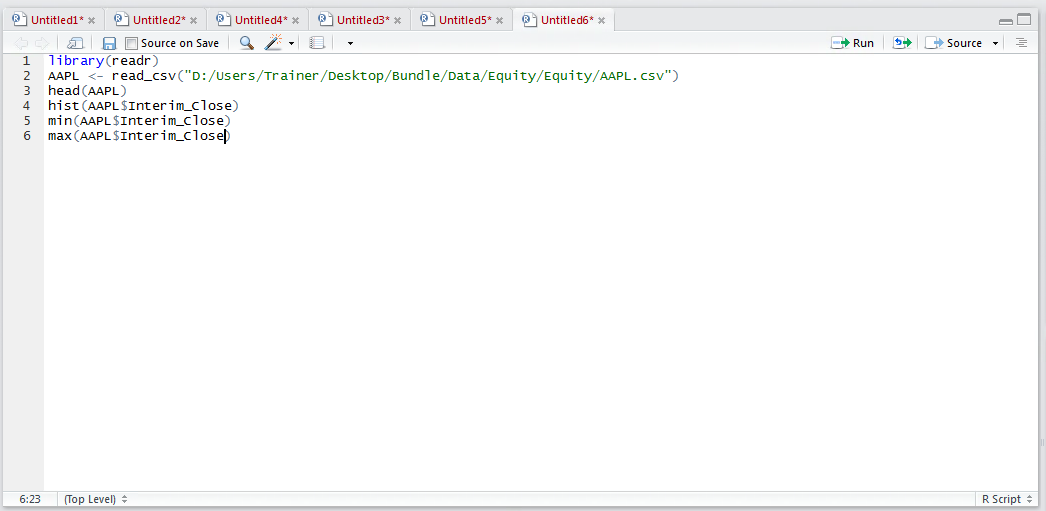 Untitled1* Untitled2* Untitled4* Untitled3* Untitled5* Untitled6*
Source on Save Run Source
1 library(readr)
2 AAPL <- read_csv("D:/Users/Trainer/Desktop/Bundle/Data/Equity/Equity/AAPL.csv")
3 head(AAPL)
4 hist(AAPL$Interim_Close)
5 min(AAPL$Interim_Close)
6 max(AAPL$Interim_Close)
6:23 (Top Level) R Script